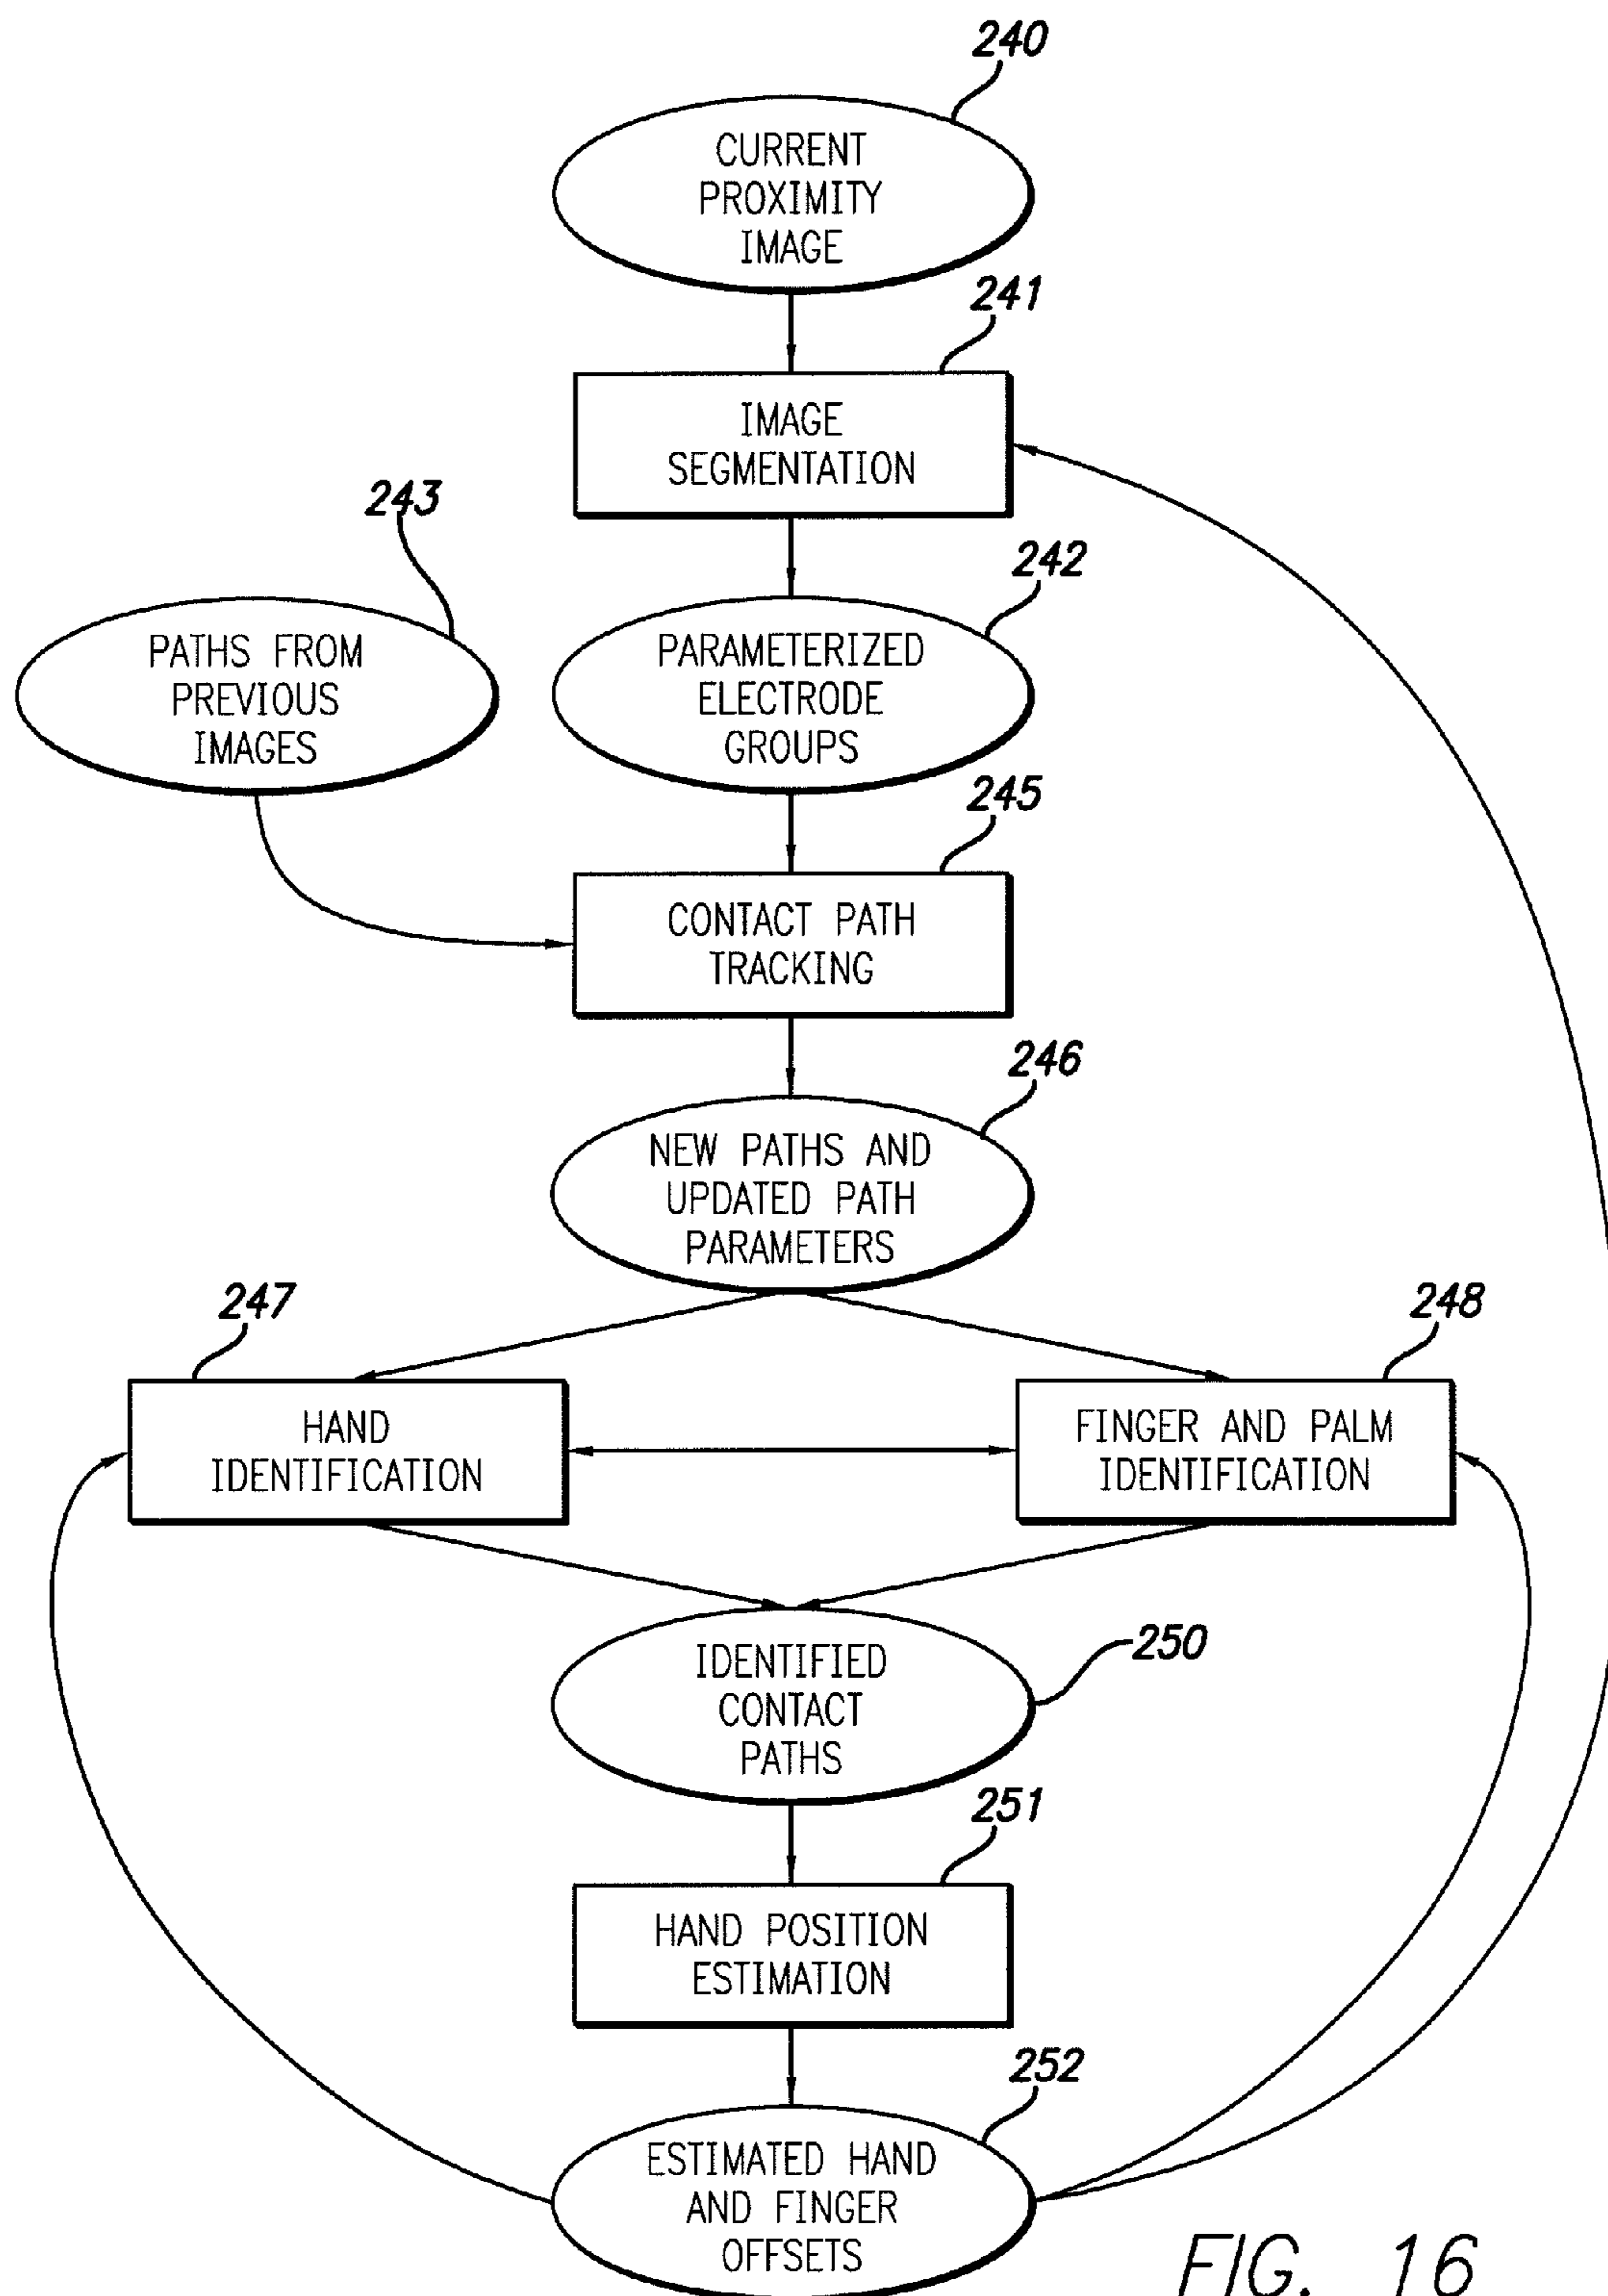 240
CURRENT
PROXIMITY
IMAGE
241
IMAGE
SEGMENTATION
243
242
PATHS FROM
PREVIOUS
IMAGES
PARAMETERIZED
ELECTRODE
GROUPS
245
CONTACT PATH
TRACKING
246
NEW PATHS AND
UPDATED PATH
PARAMETERS
247
248
HAND
IDENTIFICATION
FINGER AND PALM
IDENTIFICATION
IDENTIFIED
CONTACT
PATHS
250
251
HAND POSITION
ESTIMATION
252
ESTIMATED HAND
AND FINGER
OFFSETS
FIG. 16